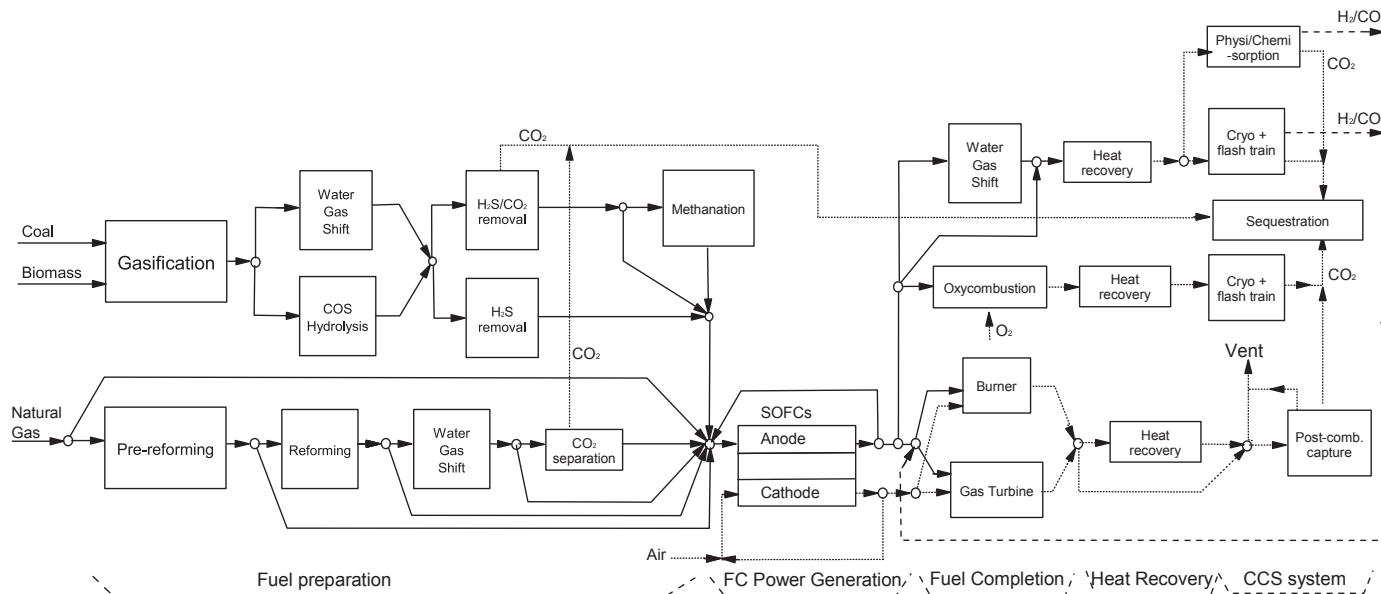 H₂/CO
Physi/Chemi
-sorption
CO₂
H₂/CO
CO₂
Water
Gas
Shift
Heat
recovery
Cryo +
flash train
Water
Gas
Shift
H₂S/CO₂
removal
Methanation
Sequestration
Coal
Gasification
Biomass
CO₂
COS
Hydrolysis
H₂S
removal
Oxycombustion
Heat
recovery
Cryo +
flash train
O₂
CO₂
Vent
Natural
Gas
Pre-reforming
Reforming
Water
Gas
Shift
CO₂
separation
SOFCs
Anode
Cathode
Burner
Gas Turbine
Heat
recovery
Post-comb.
capture
Air
Fuel preparation
FC Power Generation
Fuel Completion
Heat Recovery
CCS system